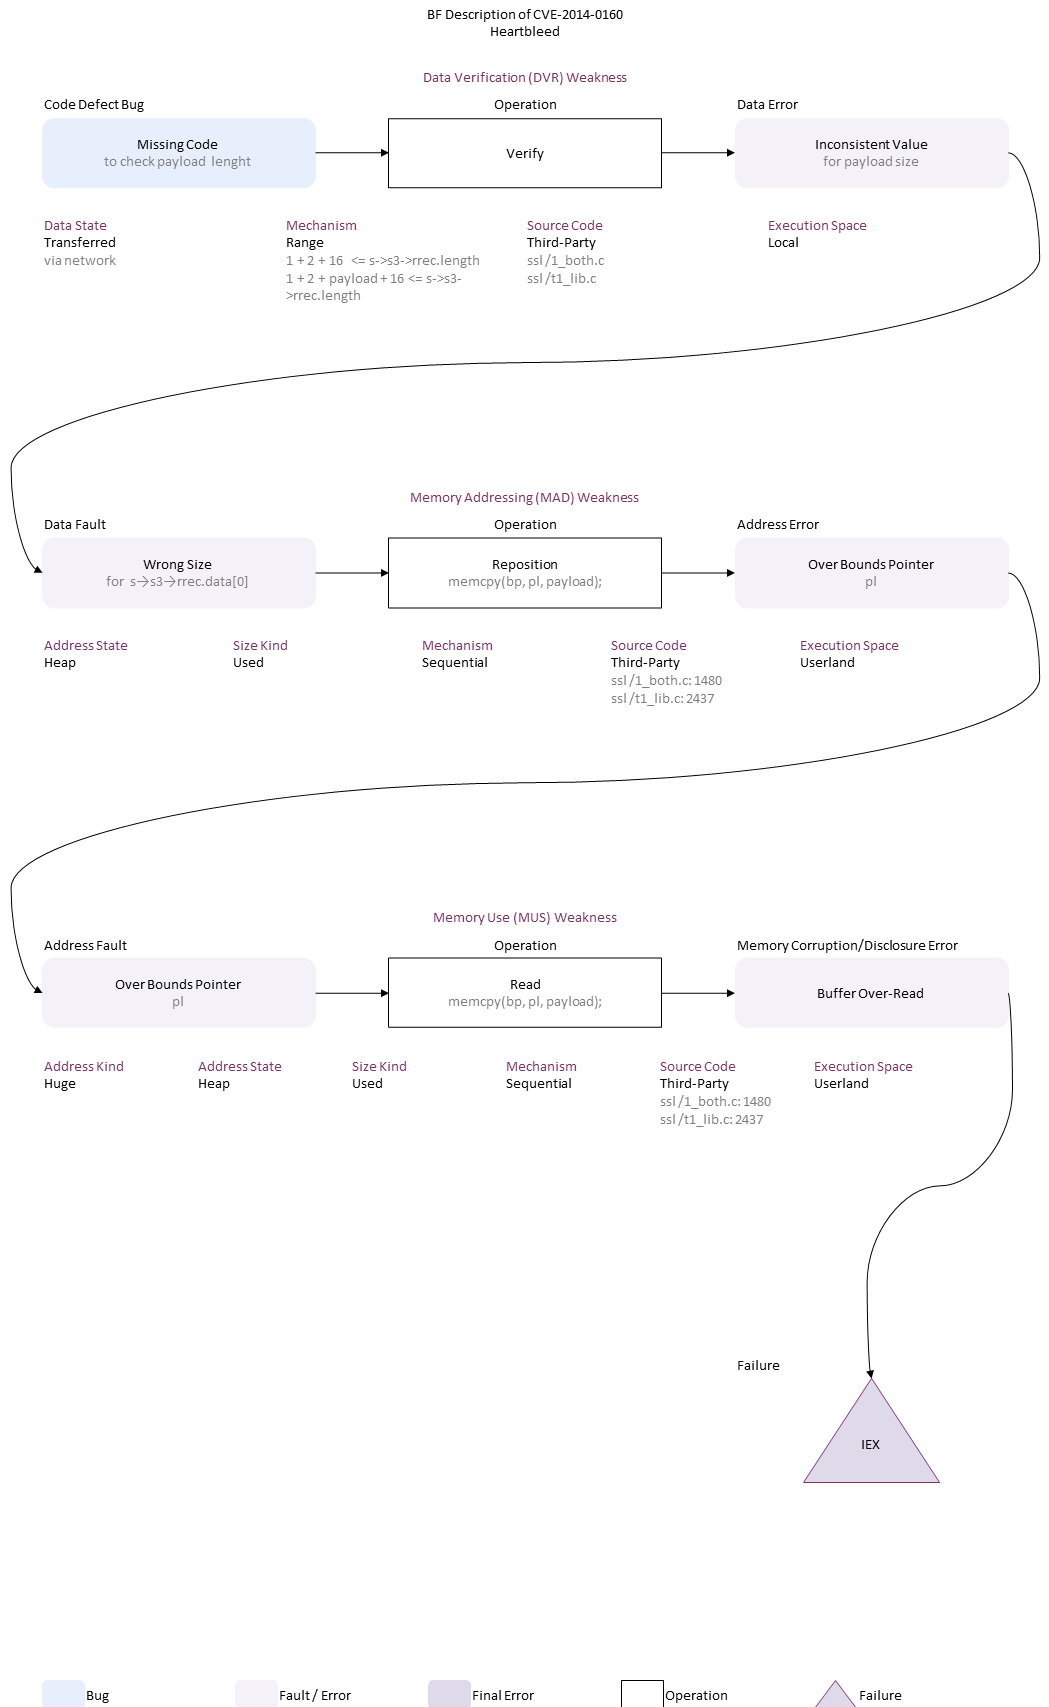 BF Description of CVE-2014-0160
Heartbleed
Data Verification (DVR) Weakness
Code Defect Bug
Operation
Data Error
Missing Code
to check payload lenght
Verify
Inconsistent Value
for payload size
Data State
Transferred
via network
Mechanism
Range
1 + 2 + 16 <= s->s3->rrec.length
1 + 2 + payload + 16 <= s->s3-
>rrec.length
Source Code
Third-Party
ssl/1_both.c
ssl/t1_lib.c
Execution Space
Local
Memory Addressing (MAD) Weakness
Data Fault
Operation
Address Error
Wrong Size
for s→s3→rrec.data[0]
Reposition
memcpy(bp, pl, payload);
Over Bounds Pointer
pl
Address State
Heap
Size Kind
Used
Mechanism
Sequential
Source Code
Third-Party
ssl/1_both.c:1480
ssl/t1_lib.c:2437
Execution Space
Userland
Memory Use (MUS) Weakness
Address Fault
Operation
Memory Corruption/Disclosure Error
Over Bounds Pointer
pl
Read
memcpy(bp, pl, payload);
Buffer Over-Read
Address Kind
Huge
Address State
Heap
Size Kind
Used
Mechanism
Sequential
Source Code
Third-Party
ssl/1_both.c:1480
ssl/t1_lib.c:2437
Execution Space
Userland
Failure
IEX
Bug
Fault / Error
Final Error
Operation
Failure